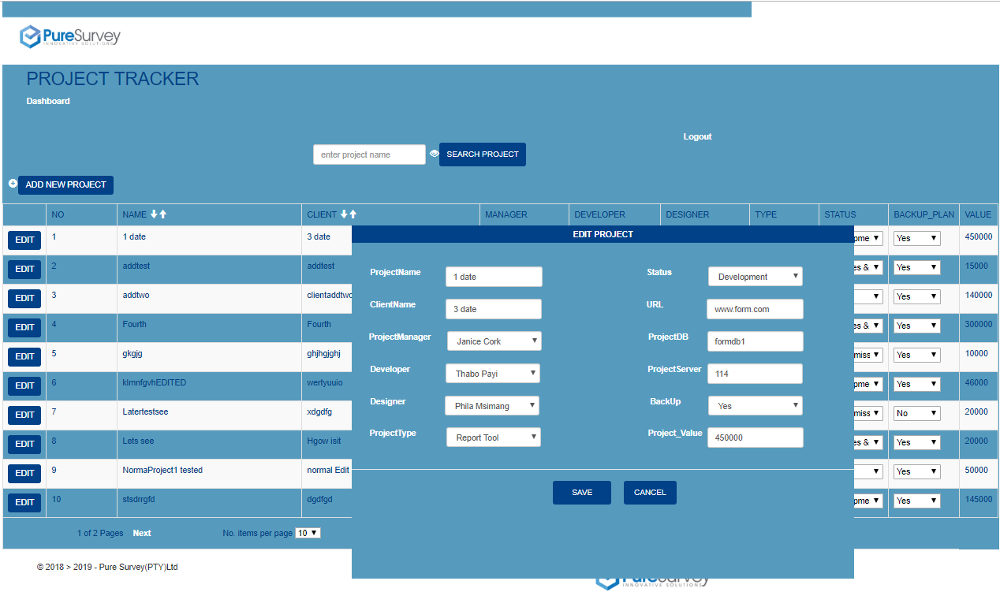 PureSurvey
INNOVATIVE SOLUTIONS
PROJECT TRACKER
Dashboard
Logout
enter project name SEARCH PROJECT
ADD NEW PROJECT
NO NAME CLIENT MANAGER DEVELOPER DESIGNER TYPE STATUS BACKUP_PLAN VALUE
EDIT 1 1 date 3 date pme Yes 450000
EDIT 2 addtest addtest es & Yes 15000
EDIT 3 addtwo clientaddtwo Yes 140000
EDIT 4 Fourth Fourth es & Yes 300000
EDIT 5 gkgjg ghjhgjghj miss Yes 10000
EDIT 6 klmnfgvhEDITED wertyuuio pme Yes 46000
EDIT 7 Latertestsee xdgdfg miss No 20000
EDIT 8 Lets see Hgow isit es & Yes 20000
EDIT 9 NormaProject1 tested normal Edit Yes 50000
EDIT 10 stsdrrgfd dgdfgd pme Yes 145000
EDIT PROJECT
ProjectName 1 date Status Development
ClientName 3 date URL www.form.com
ProjectManager Janice Cork ProjectDB formdb1
Developer Thabo Payi ProjectServer 114
Designer Phila Msimang BackUp Yes
ProjectType Report Tool Project_Value 450000
SAVE CANCEL
1 of 2 Pages Next No. items per page 10
© 2018 > 2019 - Pure Survey(PTY)Ltd
PureSurvey
INNOVATIVE SOLUTIONS